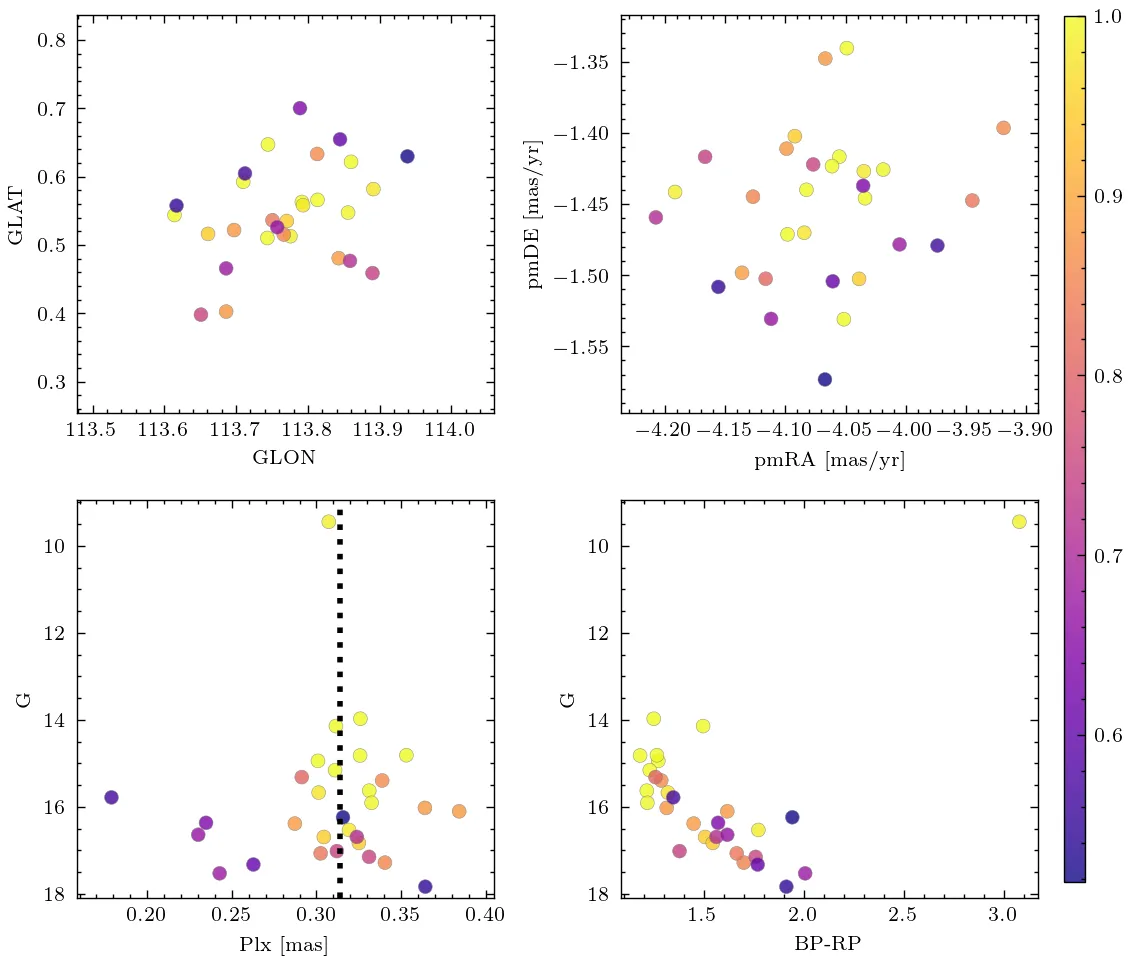 0.8
0.7
0.6
0.5
0.4
0.3
GLAT
113.5 113.6 113.7 113.8 113.9 114.0
GLON
−1.35
−1.40
−1.45
−1.50
−1.55
pmDE [mas/yr]
−4.20 −4.15 −4.10 −4.05 −4.00 −3.95 −3.90
pmRA [mas/yr]
1.0
0.9
0.8
0.7
0.6
10
12
14
16
18
G
0.20 0.25 0.30 0.35 0.40
Plx [mas]
10
12
14
16
18
G
1.5 2.0 2.5 3.0
BP-RP